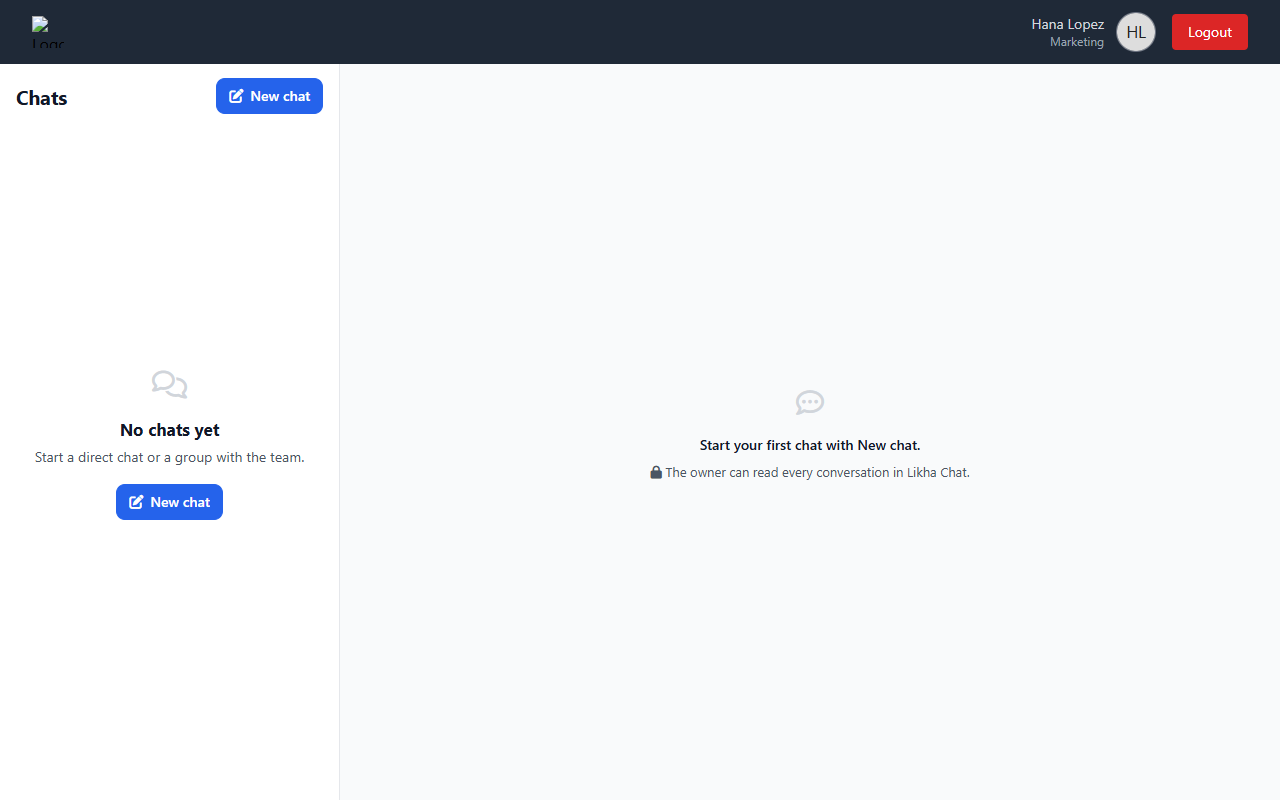 Logo
Hana Lopez
Marketing
HL
Logout
Chats
New chat
No chats yet
Start a direct chat or a group with the team.
New chat
Start your first chat with New chat.
The owner can read every conversation in Likha Chat.